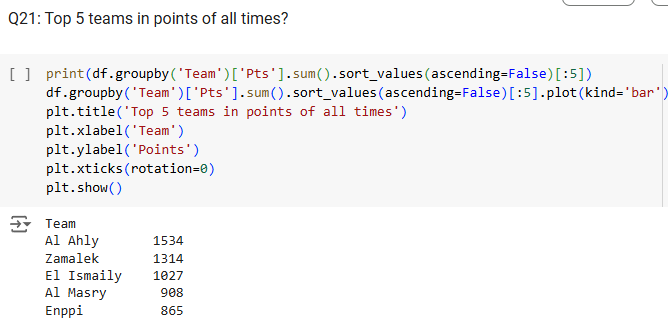 Q21: Top 5 teams in points of all times?
[ ] print(df.groupby('Team')['Pts'].sum().sort_values(ascending=False)[:5])
df.groupby('Team')['Pts'].sum().sort_values(ascending=False)[:5].plot(kind='bar')
plt.title('Top 5 teams in points of all times')
plt.xlabel('Team')
plt.ylabel('Points')
plt.xticks(rotation=0)
plt.show()
Team
Al Ahly 1534
Zamalek 1314
El Ismaily 1027
Al Masry 908
Enppi 865